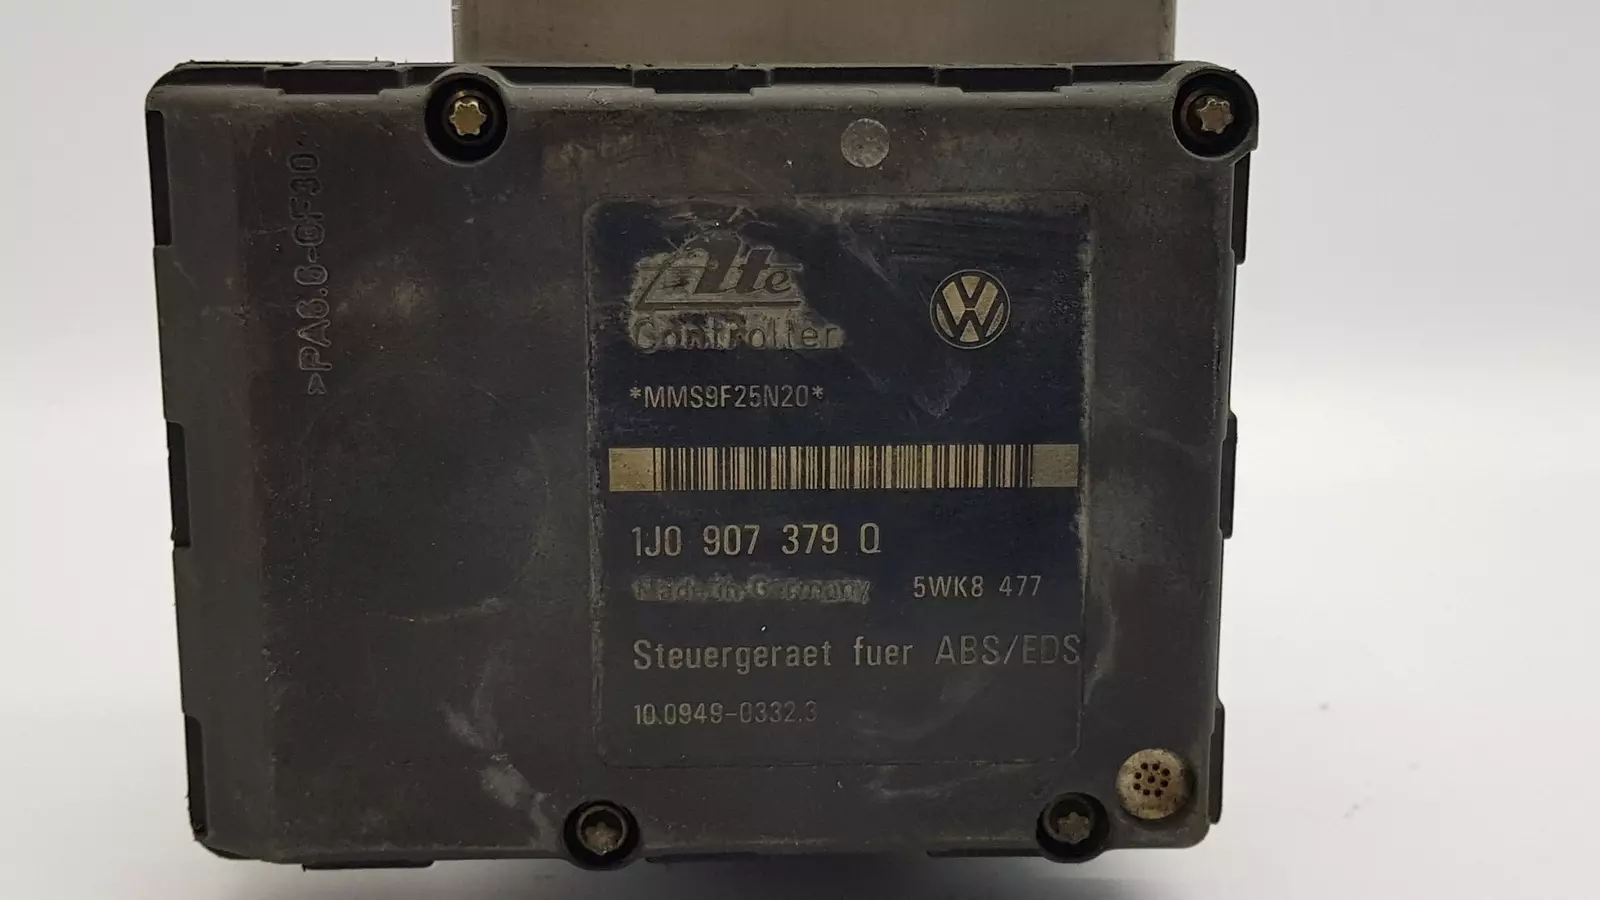 >PA6.6-GF30<
Ate
Controller
*MMS9F25N20*
1J0 907 379 Q
Made in Germany 5WK8 477
Steuergeraet fuer ABS/EDS
10.0949-0332.3